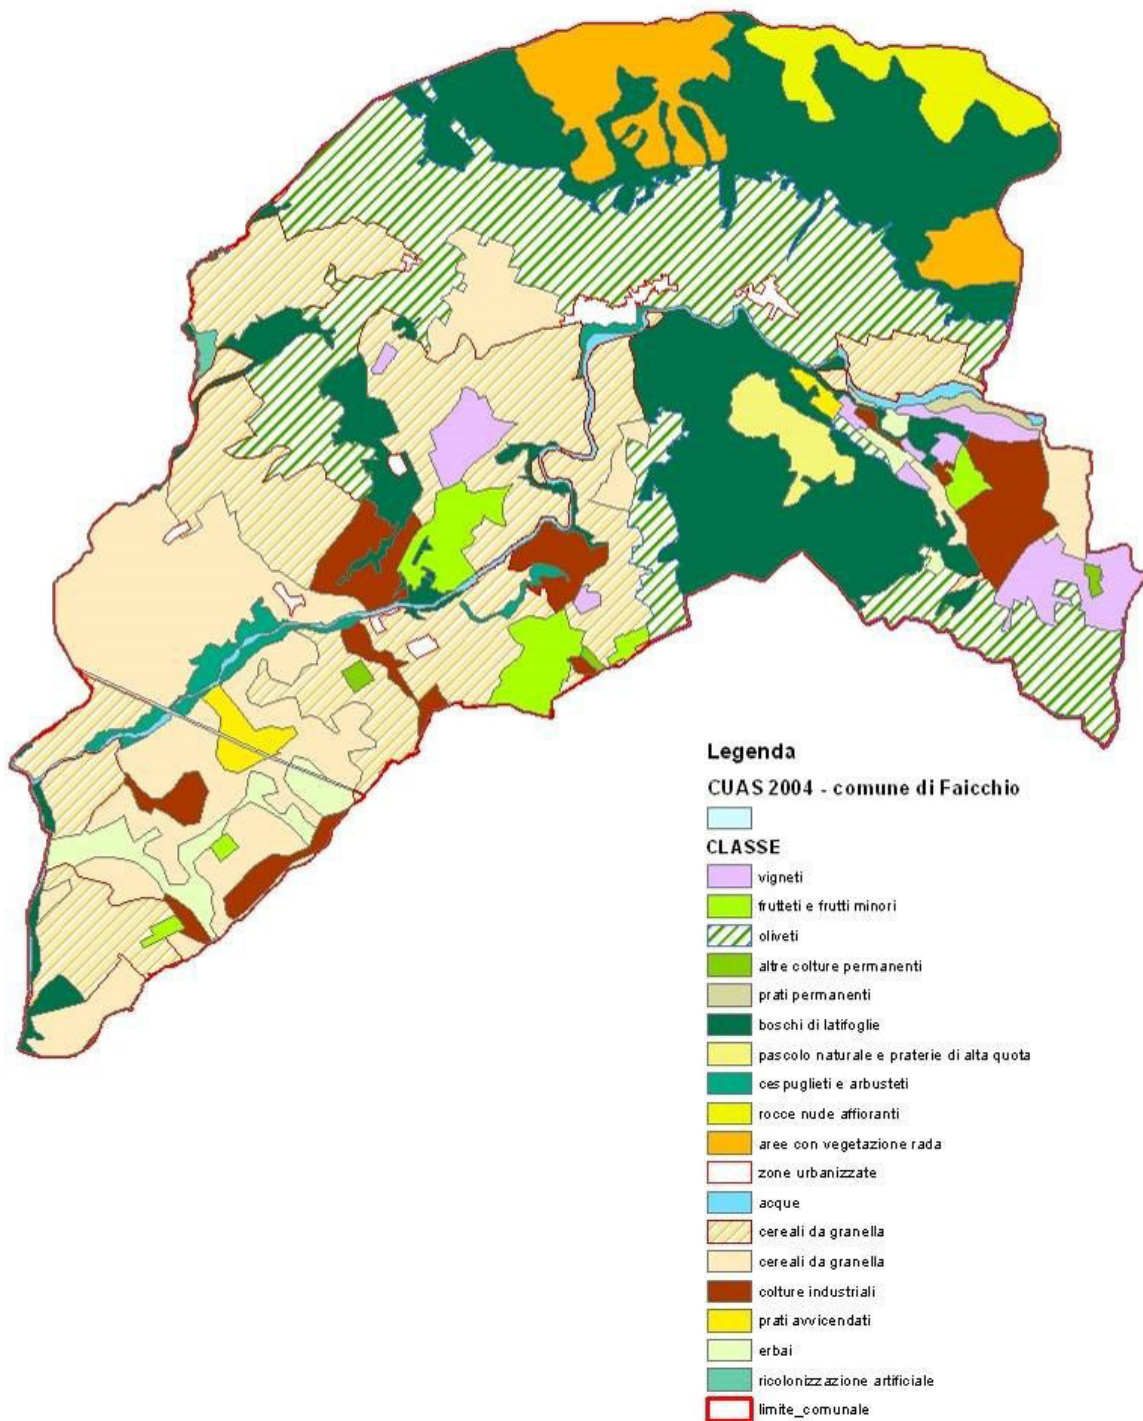 Legenda
CUAS 2004 - comune di Faicchio
CLASSE
vigneti
frutteti e frutti minori
oliveti
altre colture permanenti
prati permanenti
boschi di latifoglie
pascolo naturale e praterie di alta quota
cespuglieti e arbusteti
rocce nude affioranti
aree con vegetazione rada
zone urbanizzate
acque
cereali da granella
cereali da granella
colture industriali
prati avvicendati
erbai
ricolonizzazione artificiale
limite_comunale